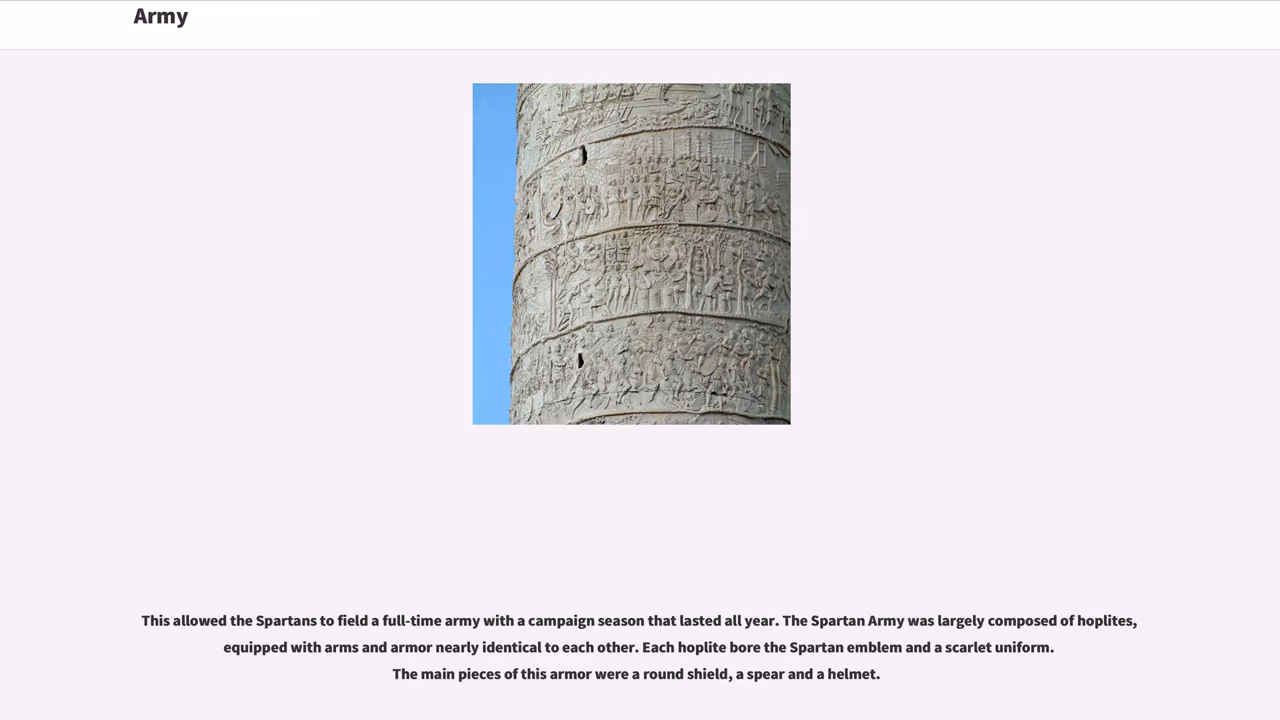 Army
This allowed the Spartans to field a full-time army with a campaign season that lasted all year. The Spartan Army was largely composed of hoplites,
equipped with arms and armor nearly identical to each other. Each hoplite bore the Spartan emblem and a scarlet uniform.
The main pieces of this armor were a round shield, a spear and a helmet.